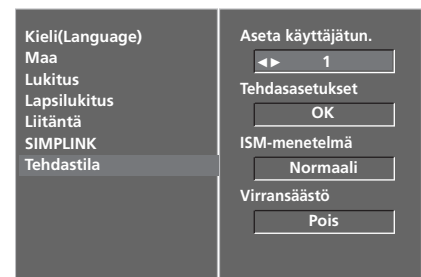 Kieli(Language)
Maa
Lukitus
Lapsilukitus
Liitäntä
SIMPLINK
Tehdastila
Aseta käyttäjätun.
◄► 1
Tehdasasetukset
OK
ISM-menetelmä
Normaali
Virransäästö
Pois